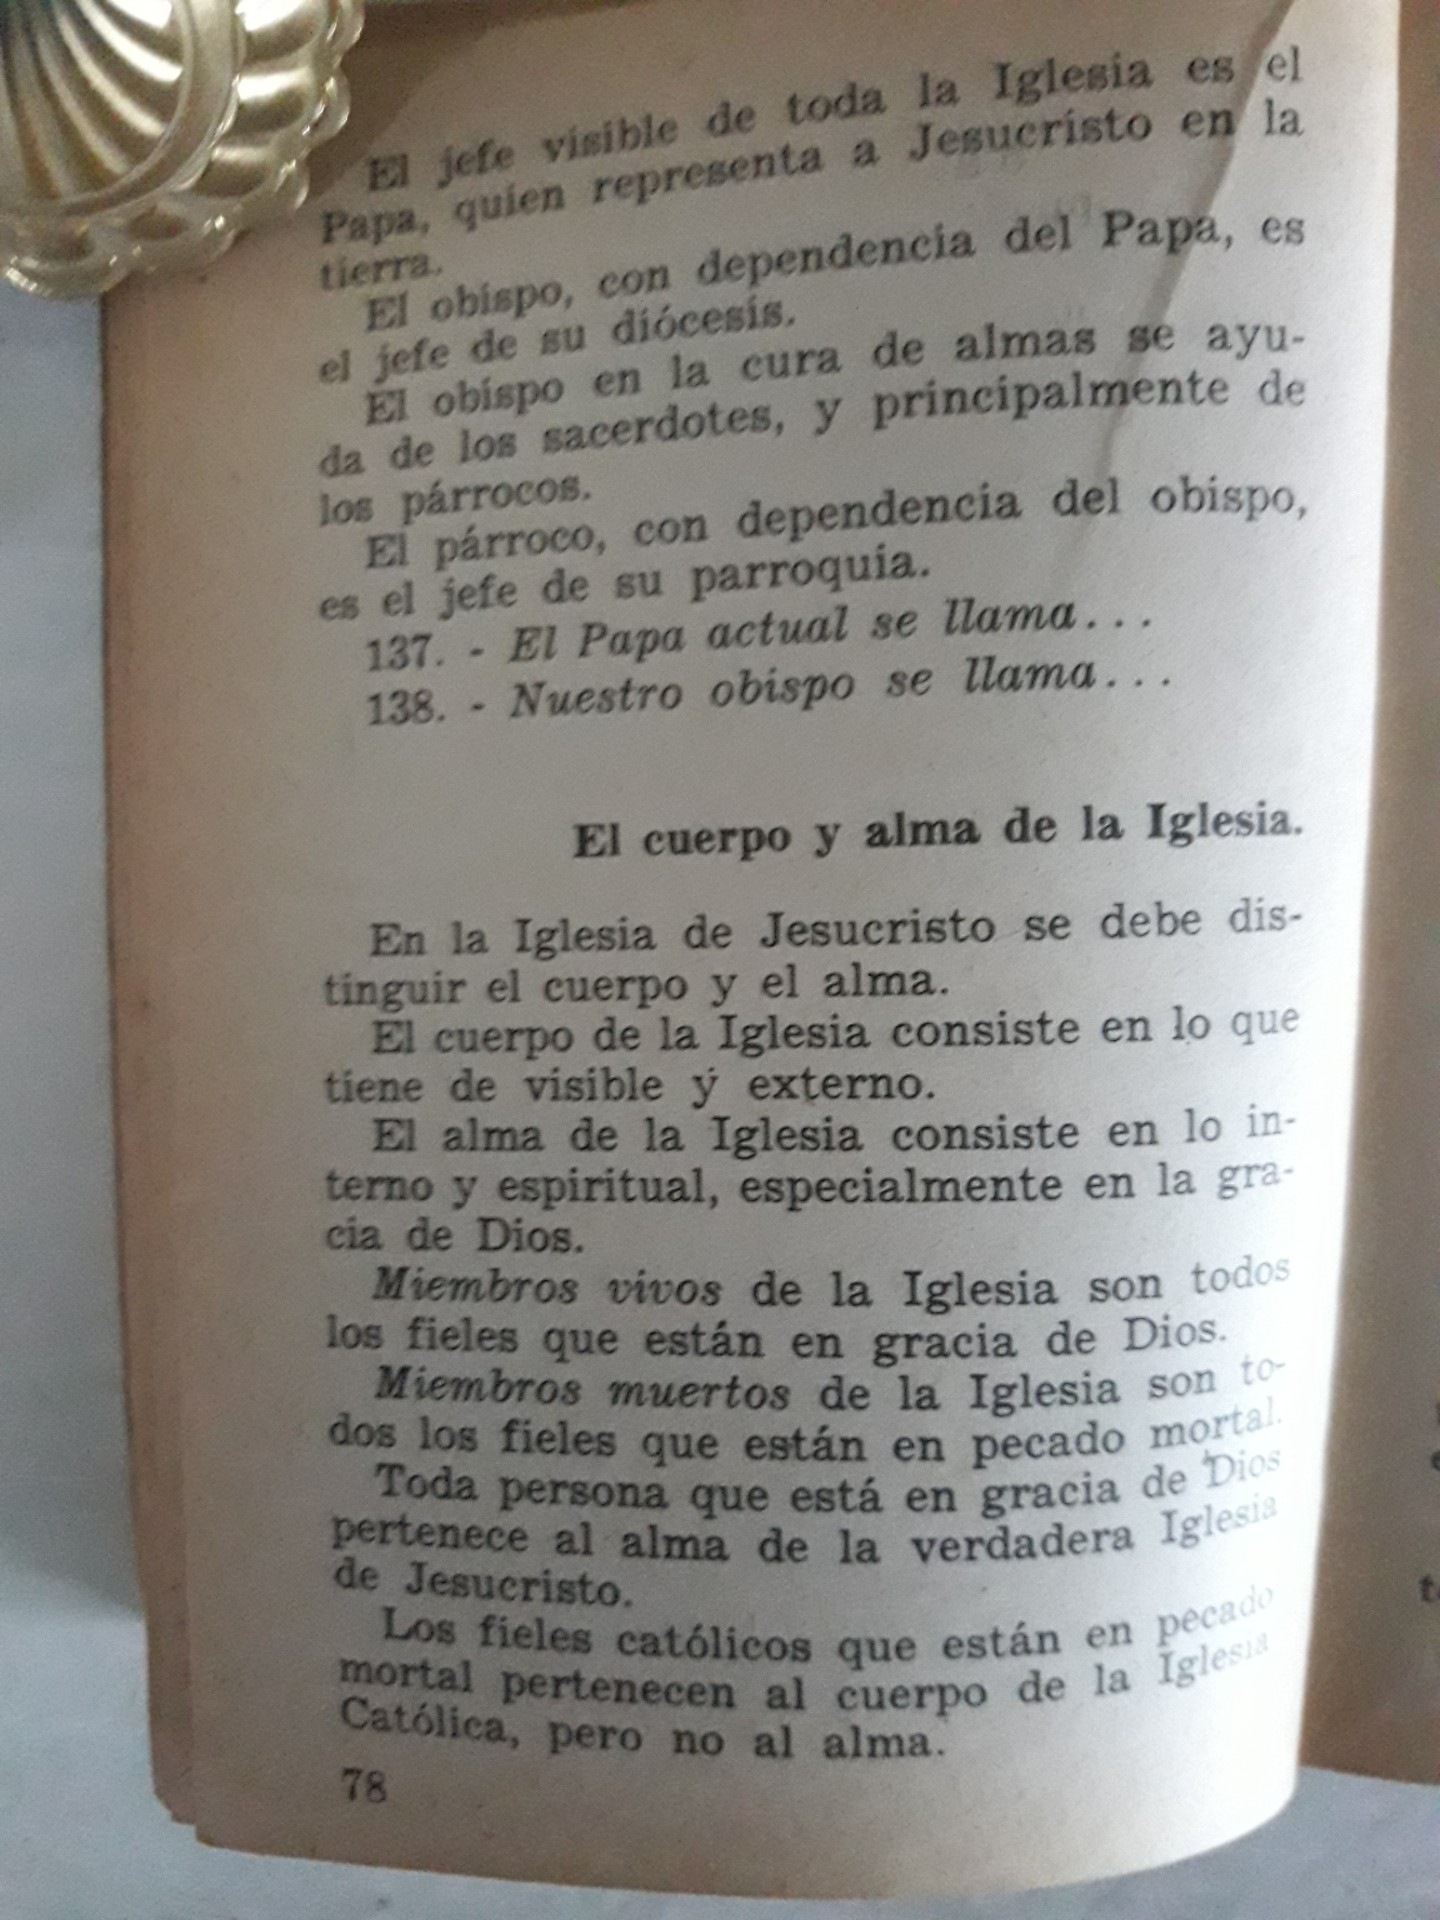 El jefe visible de toda la Iglesia es el
Papa, quien representa a Jesucristo en la
tierra.
El obispo, con dependencia del Papa, es
el jefe de su diócesis.
El obispo en la cura de almas se ayu-
da de los sacerdotes, y principalmente de
los párrocos.
El párroco, con dependencia del obispo,
es el jefe de su parroquia.
137. - El Papa actual se llama...
138. - Nuestro obispo se llama...
El cuerpo y alma de la Iglesia.
En la Iglesia de Jesucristo se debe dis-
tinguir el cuerpo y el alma.
El cuerpo de la Iglesia consiste en lo que
tiene de visible y externo.
El alma de la Iglesia consiste en lo in-
terno y espiritual, especialmente en la gra-
cia de Dios.
Miembros vivos de la Iglesia son todos
los fieles que están en gracia de Dios.
Miembros muertos de la Iglesia son to-
dos los fieles que están en pecado mortal.
Toda persona que está en gracia de Dios
pertenece al alma de la verdadera Iglesia
de Jesucristo.
Los fieles católicos que están en pecado
mortal pertenecen al cuerpo de la Iglesia
Católica, pero no al alma.
78